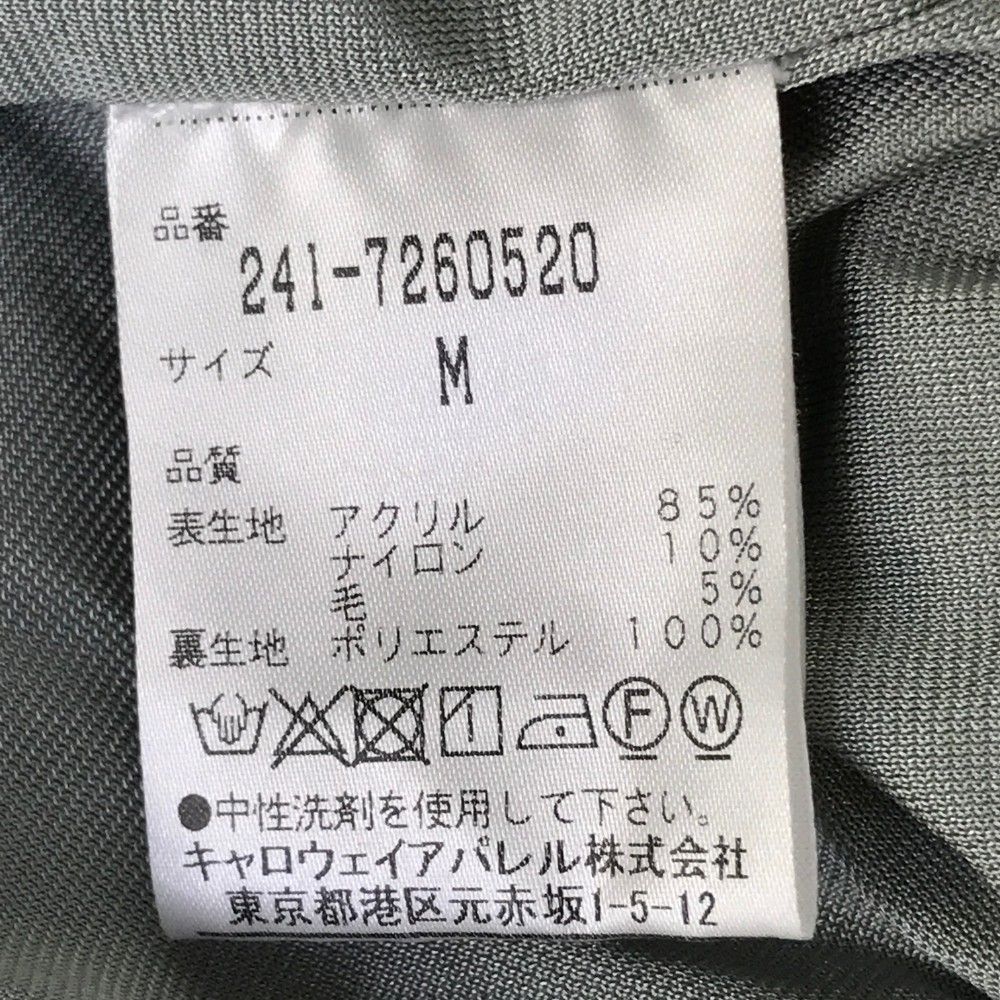 品番
241-7260520
サイズ M
品質
表生地 アクリル 85%
ナイロン 10%
毛 5%
裏生地 ポリエステル 100%
F W
●中性洗剤を使用して下さい。
キャロウェイアパレル株式会社
東京都港区元赤坂1-5-12